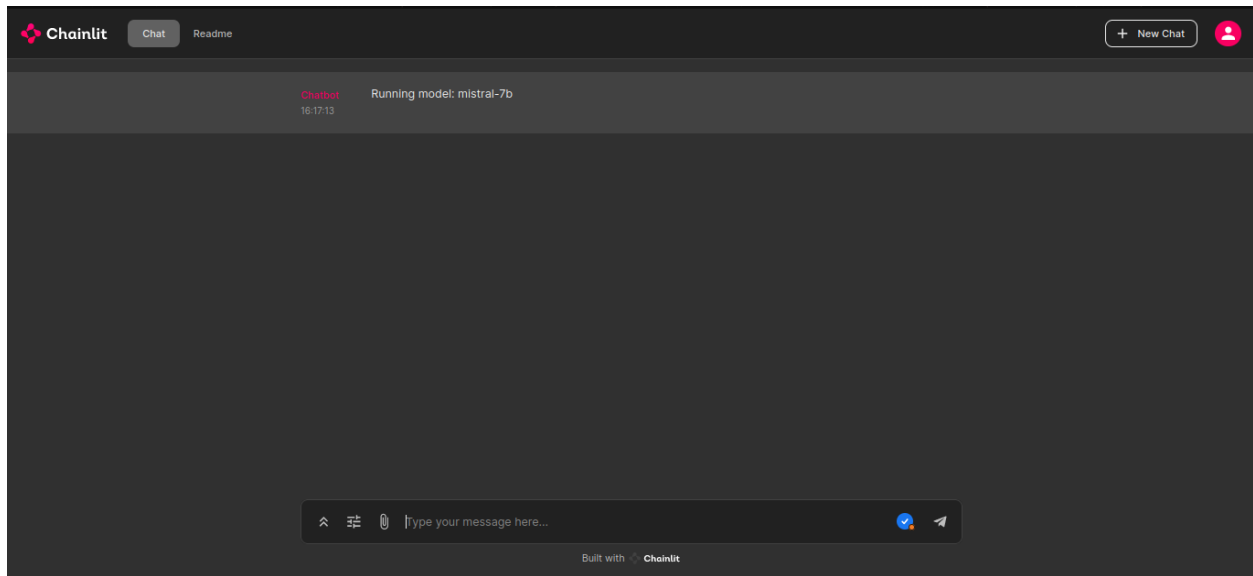 Chainlit Chat Readme + New Chat
Chatbot Running model: mistral-7b
16:17:13
Type your message here...
Built with Chainlit